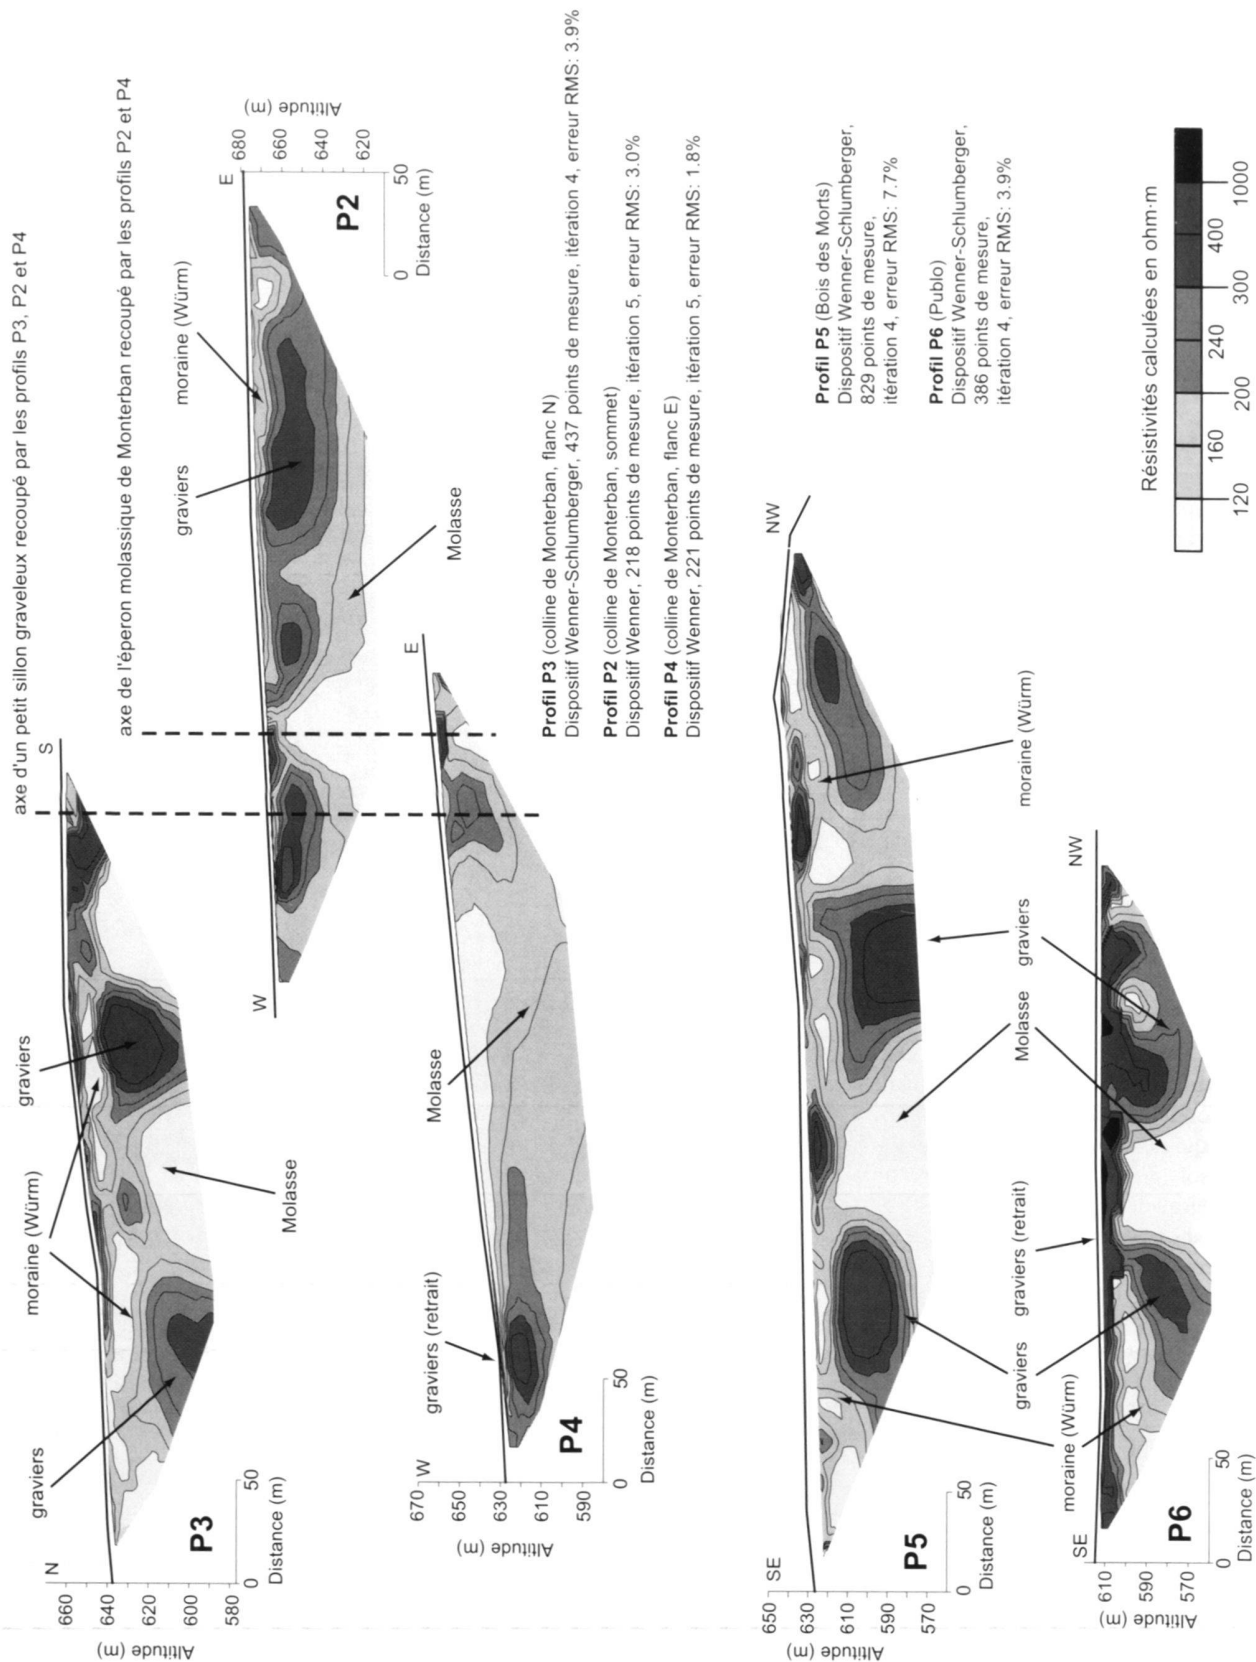 axe d'un petit sillon graveleux recoupé par les profils P3, P2 et P4
axe de l'éperon molassique de Monterban recoupé par les profils P2 et P4
N
S
graviers
moraine (Würm)
graviers
Molasse
P3
660
640
620
600
580
Altitude (m)
0
50
Distance (m)
W
E
graviers
moraine (Würm)
Molasse
P2
680
660
640
620
Altitude (m)
0
50
Distance (m)
W
E
graviers (retrait)
Molasse
P4
670
650
630
610
590
Altitude (m)
0
50
Distance (m)
Profil P3 (colline de Monterban, flanc N)
Dispositif Wenner-Schlumberger, 437 points de mesure, itération 4, erreur RMS: 3.9%
Profil P2 (colline de Monterban, sommet)
Dispositif Wenner, 218 points de mesure, itération 5, erreur RMS: 3.0%
Profil P4 (colline de Monterban, flanc E)
Dispositif Wenner, 221 points de mesure, itération 5, erreur RMS: 1.8%
SE
NW
P5
650
630
610
590
570
Altitude (m)
0
50
Distance (m)
moraine (Würm)
graviers
graviers (retrait)
Molasse
graviers
moraine (Würm)
SE
NW
P6
610
590
570
Altitude (m)
0
50
Distance (m)
Profil P5 (Bois des Morts)
Dispositif Wenner-Schlumberger,
829 points de mesure,
itération 4, erreur RMS: 7.7%
Profil P6 (Publo)
Dispositif Wenner-Schlumberger,
386 points de mesure,
itération 4, erreur RMS: 3.9%
Résistivités calculées en ohm·m
120
160
200
240
300
400
1000